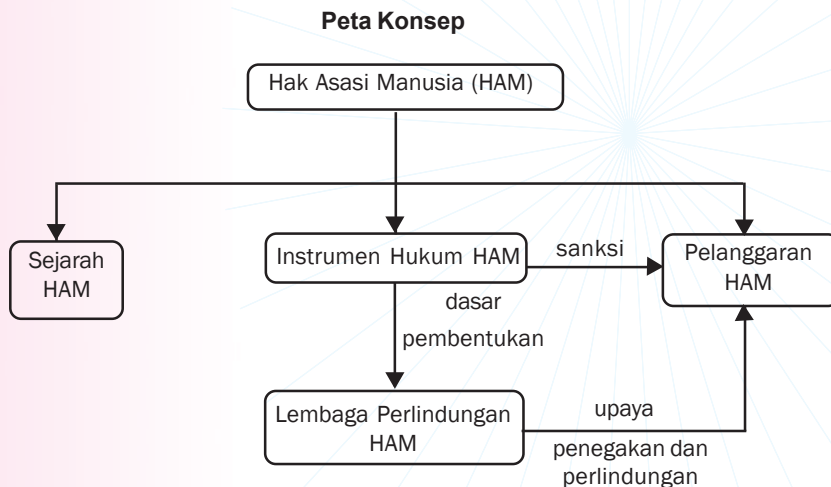 Peta Konsep
Hak Asasi Manusia (HAM)
Sejarah
HAM
Instrumen Hukum HAM
sanksi
Pelanggaran
HAM
dasar
pembentukan
Lembaga Perlindungan
HAM
upaya
penegakan dan
perlindungan